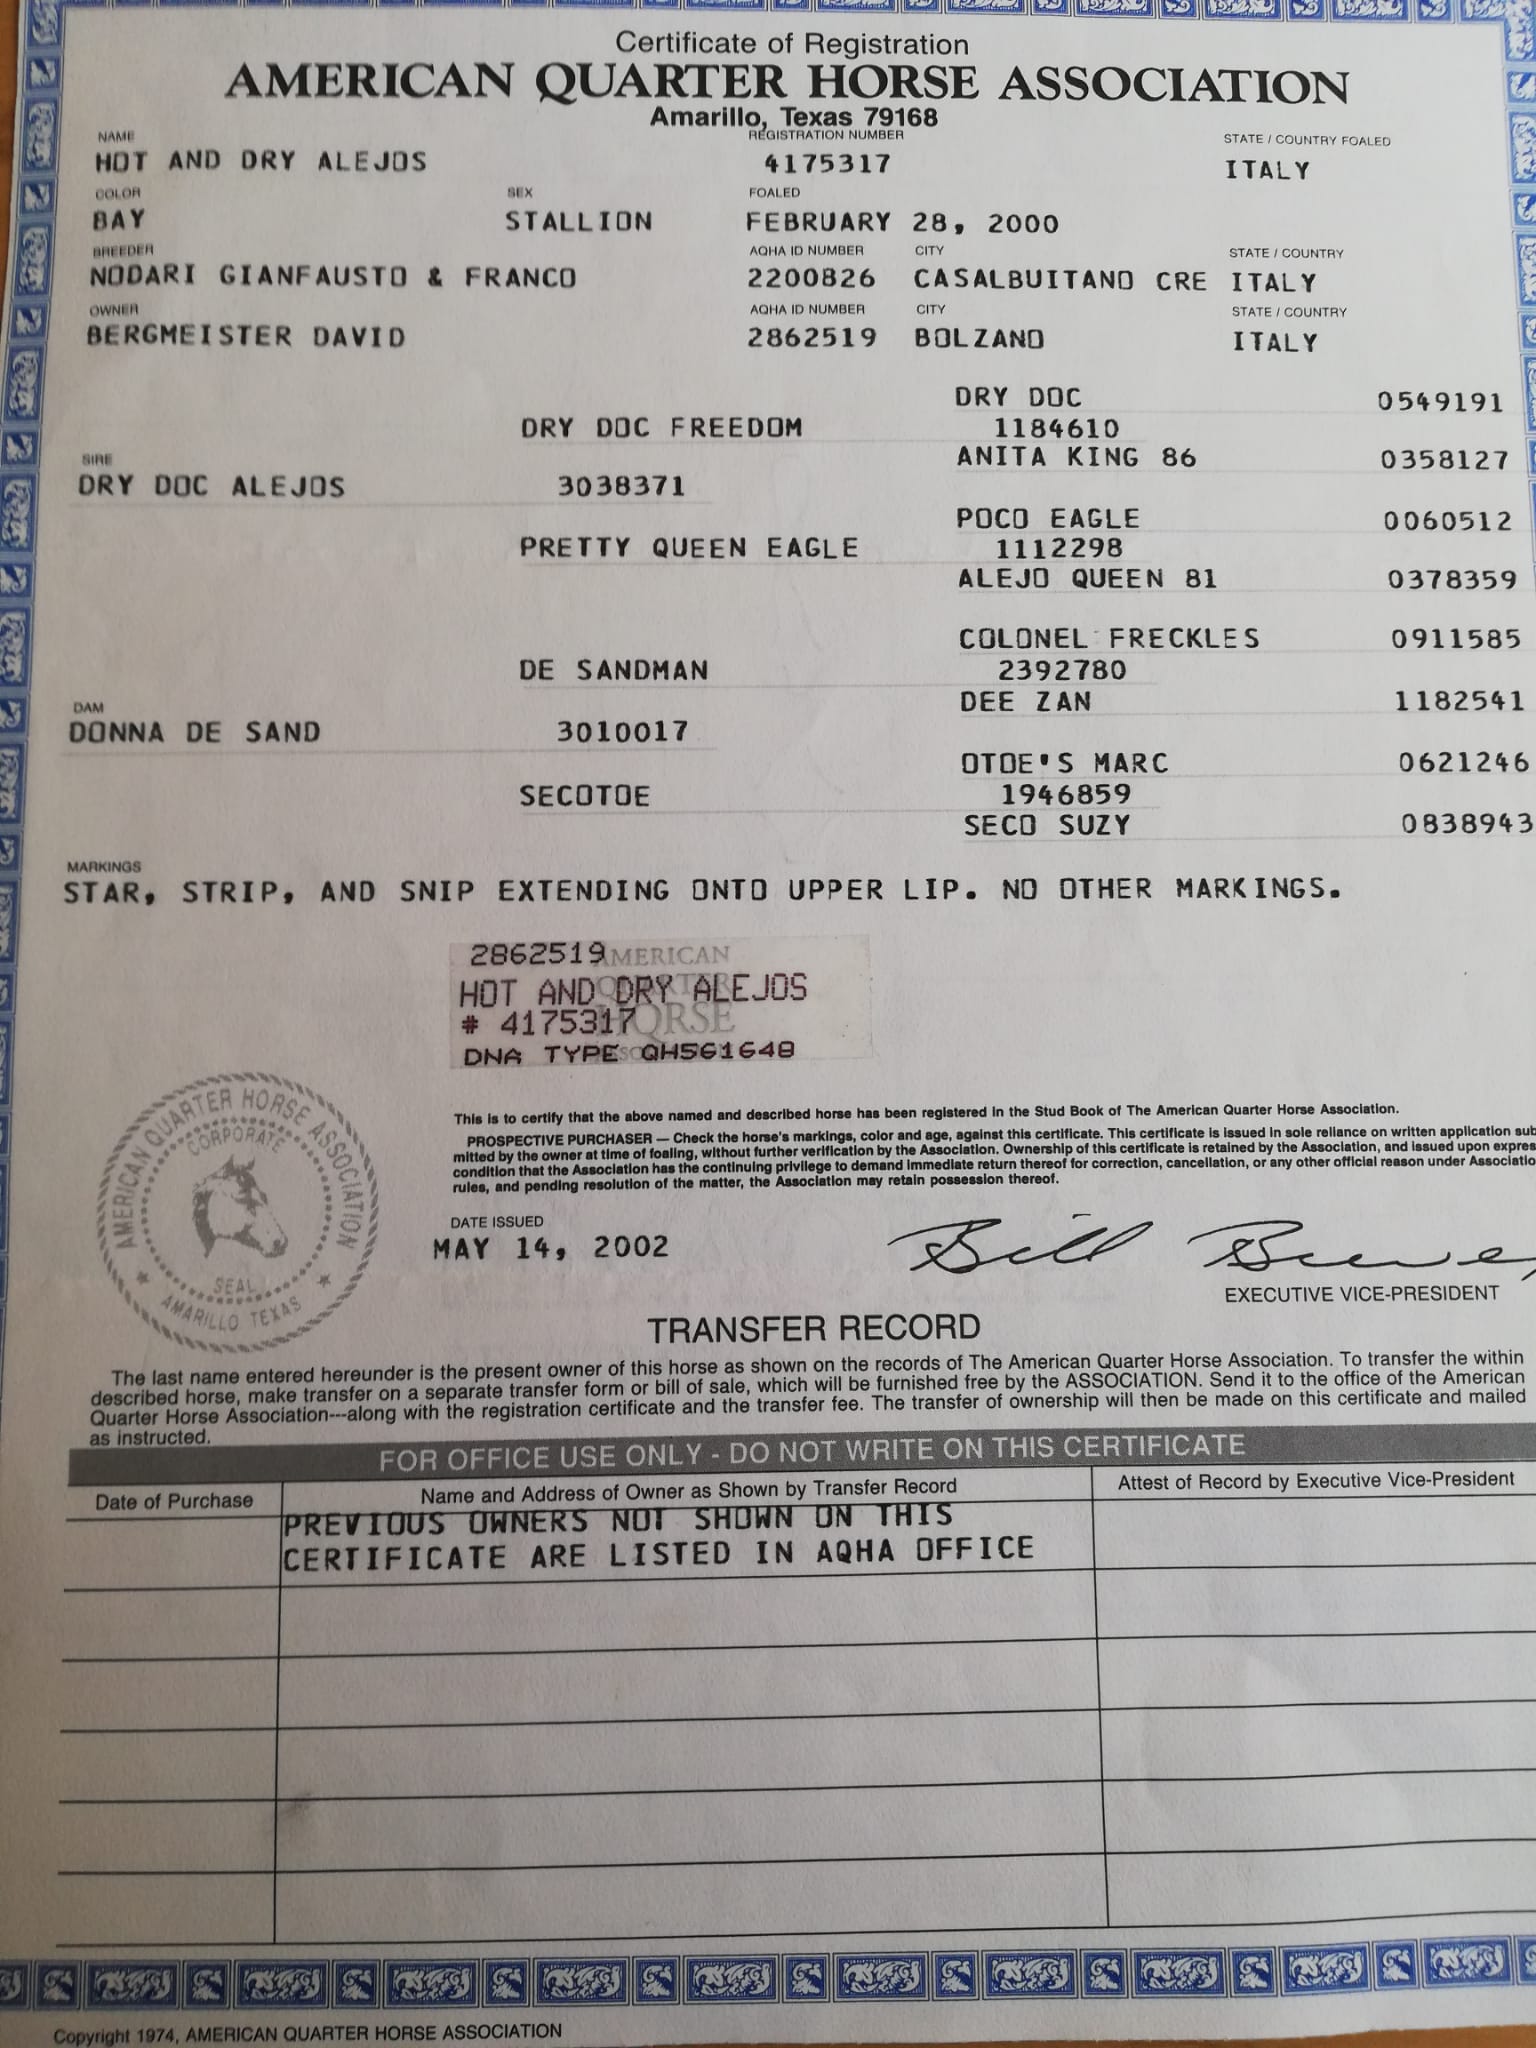 Certificate of Registration
AMERICAN QUARTER HORSE ASSOCIATION
Amarillo, Texas 79168
NAME REGISTRATION NUMBER STATE / COUNTRY FOALED
HOT AND DRY ALEJOS 4175317 ITALY
COLOR SEX FOALED
BAY STALLION FEBRUARY 28, 2000
BREEDER AQHA ID NUMBER CITY STATE / COUNTRY
NODARI GIANFAUSTO & FRANCO 2200826 CASALBUITANO CRE ITALY
OWNER AQHA ID NUMBER CITY STATE / COUNTRY
BERGMEISTER DAVID 2862519 BOLZANO ITALY
DRY DOC 0549191
DRY DOC FREEDOM 1184610
ANITA KING 86 0358127
SIRE
DRY DOC ALEJOS 3038371
POCO EAGLE 0060512
PRETTY QUEEN EAGLE 1112298
ALEJO QUEEN 81 0378359
COLONEL FRECKLES 0911585
DE SANDMAN 2392780
DEE ZAN 1182541
DAM
DONNA DE SAND 3010017
OTOE'S MARC 0621246
SECOTOE 1946859
SECO SUZY 0838943
MARKINGS
STAR, STRIP, AND SNIP EXTENDING ONTO UPPER LIP. NO OTHER MARKINGS.
2862519 AMERICAN
HOT AND DRY ALEJOS
QUARTER
# 4175317 HORSE
DNA TYPE QH561648
AMERICAN QUARTER HORSE ASSOCIATION
CORPORATE
SEAL
AMARILLO TEXAS
This is to certify that the above named and described horse has been registered in the Stud Book of The American Quarter Horse Association.
PROSPECTIVE PURCHASER — Check the horse's markings, color and age, against this certificate. This certificate is issued in sole reliance on written application sub
mitted by the owner at time of foaling, without further verification by the Association. Ownership of this certificate is retained by the Association, and issued upon expres
condition that the Association has the continuing privilege to demand immediate return thereof for correction, cancellation, or any other official reason under Associatio
rules, and pending resolution of the matter, the Association may retain possession thereof.
DATE ISSUED
MAY 14, 2002
Bill Brewe
EXECUTIVE VICE-PRESIDENT
TRANSFER RECORD
The last name entered hereunder is the present owner of this horse as shown on the records of The American Quarter Horse Association. To transfer the within
described horse, make transfer on a separate transfer form or bill of sale, which will be furnished free by the ASSOCIATION. Send it to the office of the American
Quarter Horse Association---along with the registration certificate and the transfer fee. The transfer of ownership will then be made on this certificate and mailed
as instructed.
FOR OFFICE USE ONLY - DO NOT WRITE ON THIS CERTIFICATE
Date of Purchase Name and Address of Owner as Shown by Transfer Record Attest of Record by Executive Vice-President
PREVIOUS OWNERS NOT SHOWN ON THIS
CERTIFICATE ARE LISTED IN AQHA OFFICE
Copyright 1974, AMERICAN QUARTER HORSE ASSOCIATION